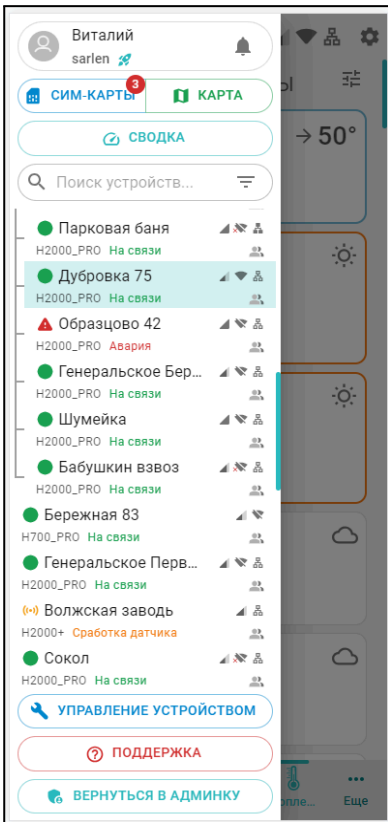 Виталий
sarlen
3
СИМ-КАРТЫ
КАРТА
СВОДКА
Поиск устройств...
Парковая баня
H2000_PRO На связи
Дубровка 75
H2000_PRO На связи
Образцово 42
H2000_PRO Авария
Генеральское Бер...
H2000_PRO На связи
Шумейка
H2000_PRO На связи
Бабушкин взвоз
H2000_PRO На связи
Бережная 83
H700_PRO На связи
Генеральское Перв...
H2000_PRO На связи
Волжская заводь
H2000+ Сработка датчика
Сокол
H2000_PRO На связи
УПРАВЛЕНИЕ УСТРОЙСТВОМ
ПОДДЕРЖКА
ВЕРНУТЬСЯ В АДМИНКУ
ы
→ 50°
опле...
Еще